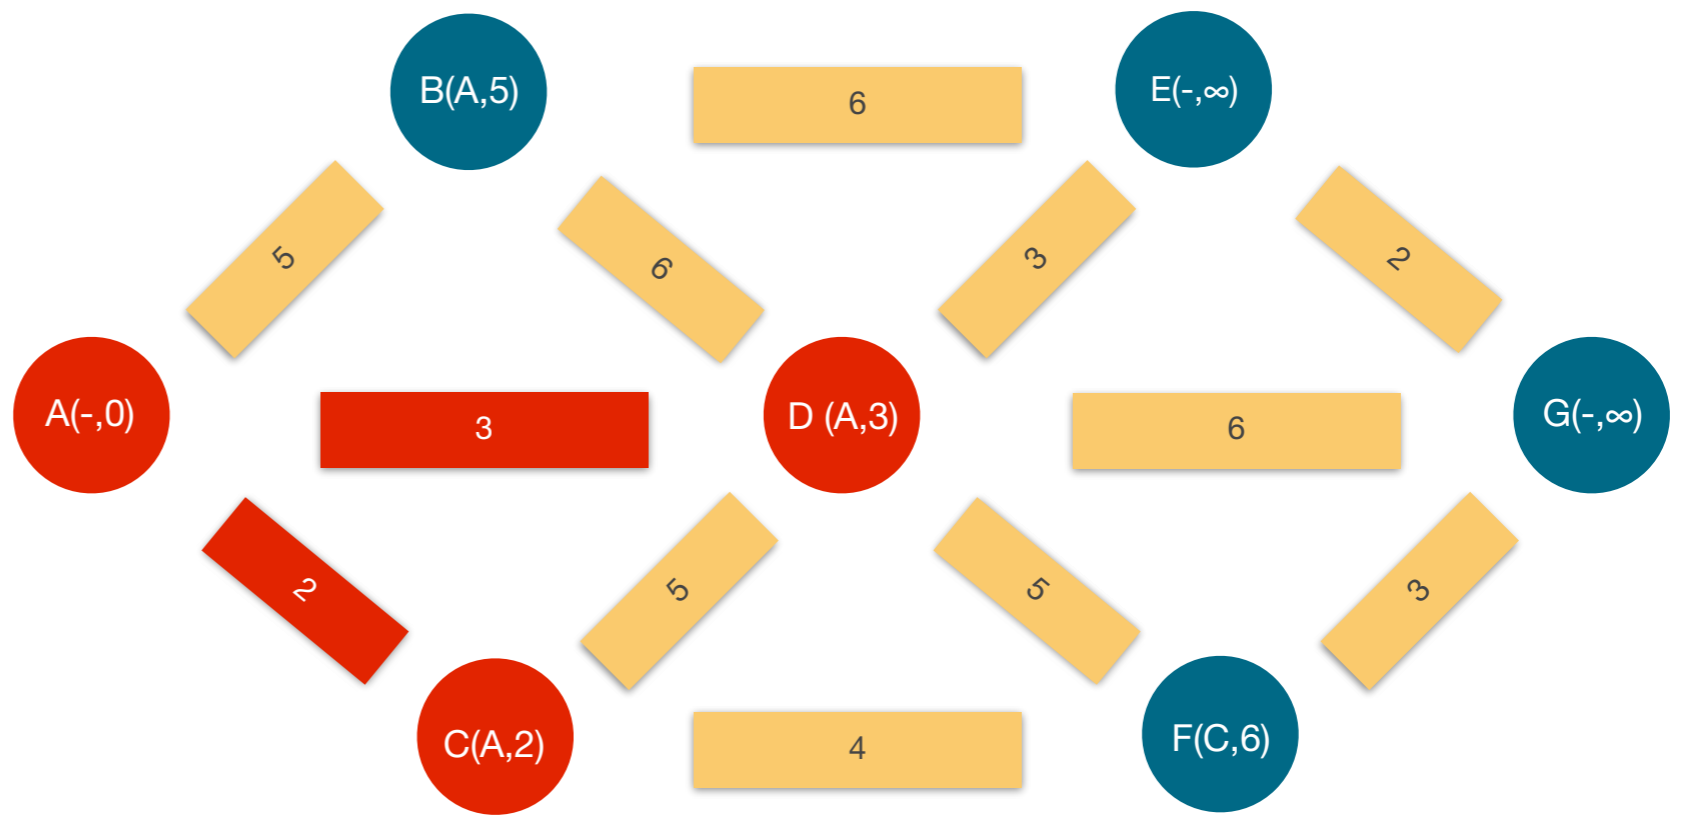 B(A,5)
6
E(-,∞)
5
6
3
2
A(-,0)
3
D (A,3)
6
G(-,∞)
2
5
5
3
C(A,2)
4
F(C,6)